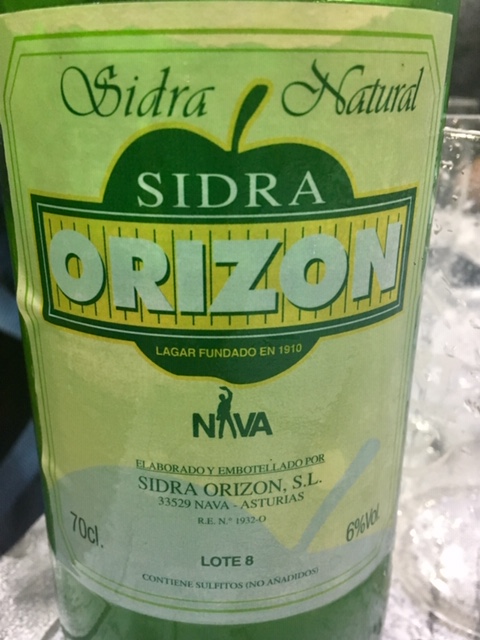 Sidra Natural
SIDRA
ORIZON
LAGAR FUNDADO EN 1910
NAVA
ELABORADO Y EMBOTELLADO POR
SIDRA ORIZON, S.L.
33529 NAVA - ASTURIAS
R.E. N.º 1932-O
70cl.
6%Vol.
LOTE 8
CONTIENE SULFITOS (NO AÑADIDOS)